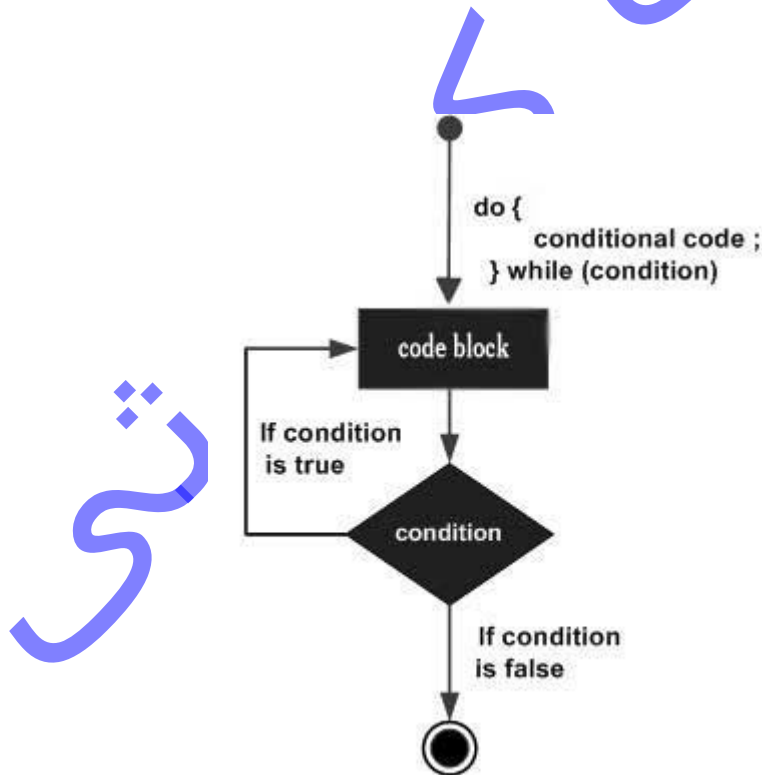 do {
conditional code ;
} while (condition)
code block
If condition
is true
condition
If condition
is false